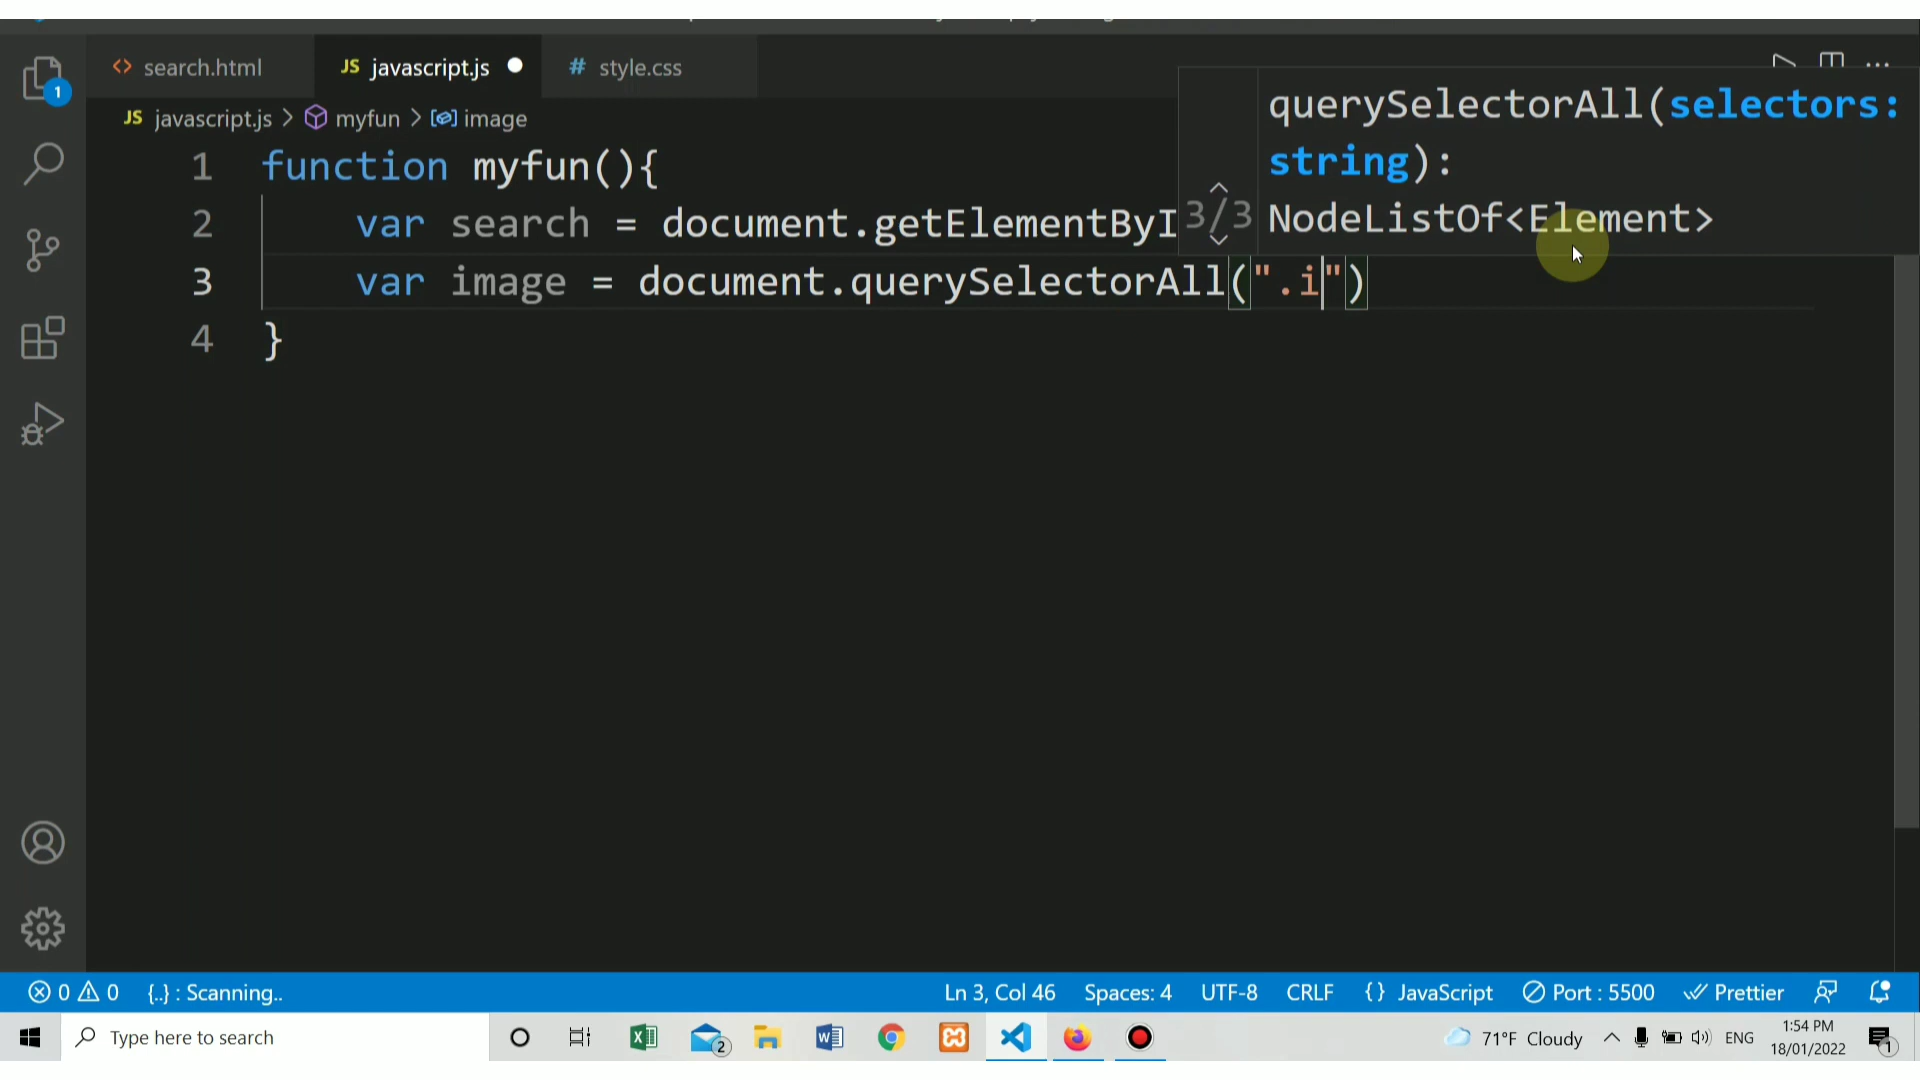 search.html
JS javascript.js
# style.css
1
JS javascript.js > myfun > image
querySelectorAll(selectors:
string):
NodeListOf<Element>
3/3
1 function myfun(){
2 var search = document.getElementByI
3 var image = document.querySelectorAll(".i")
4 }
0 0 {..} : Scanning..
Ln 3, Col 46 Spaces: 4 UTF-8 CRLF {} JavaScript Port : 5500 Prettier
Type here to search
2
71°F Cloudy
ENG
1:54 PM
18/01/2022
1